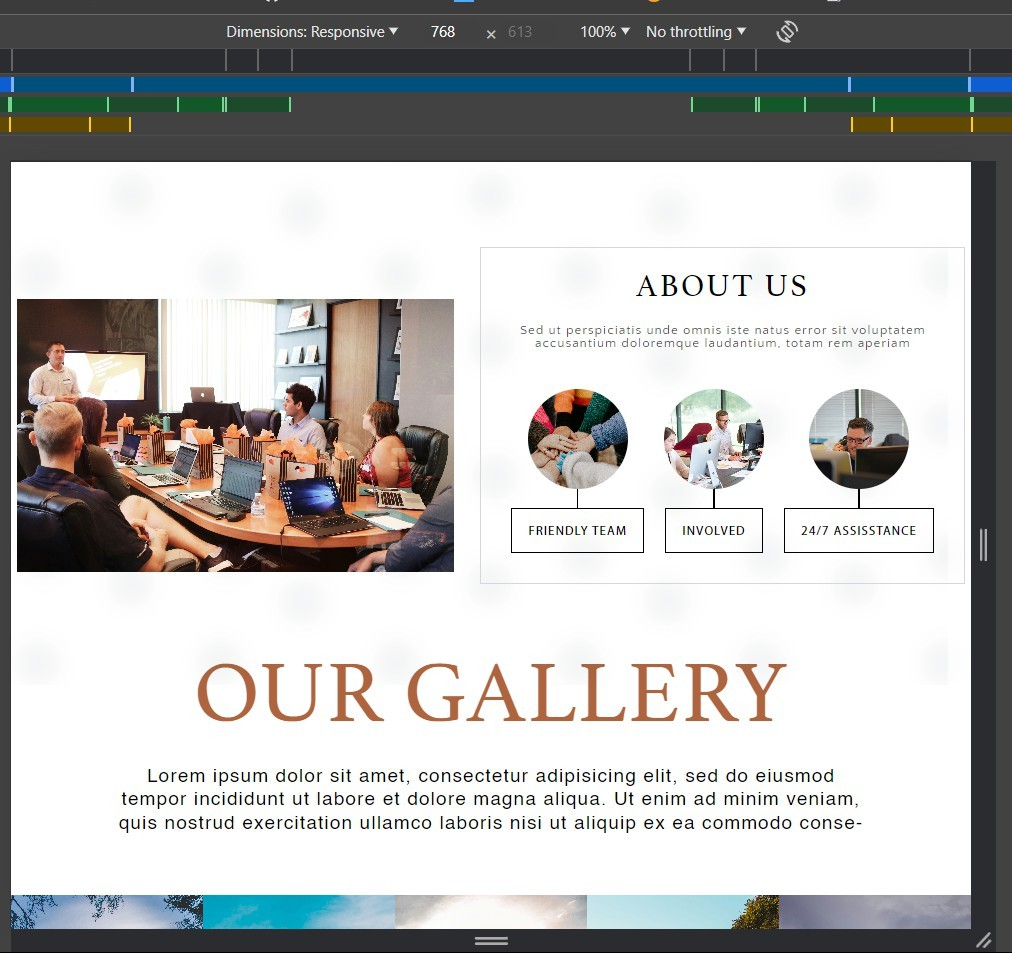 Dimensions: Responsive ▼ 768 × 613 100% ▼ No throttling ▼
ABOUT US
Sed ut perspiciatis unde omnis iste natus error sit voluptatem
accusantium doloremque laudantium, totam rem aperiam
FRIENDLY TEAM
INVOLVED
24/7 ASSISSTANCE
OUR GALLERY
Lorem ipsum dolor sit amet, consectetur adipisicing elit, sed do eiusmod
tempor incididunt ut labore et dolore magna aliqua. Ut enim ad minim veniam,
quis nostrud exercitation ullamco laboris nisi ut aliquip ex ea commodo conse-